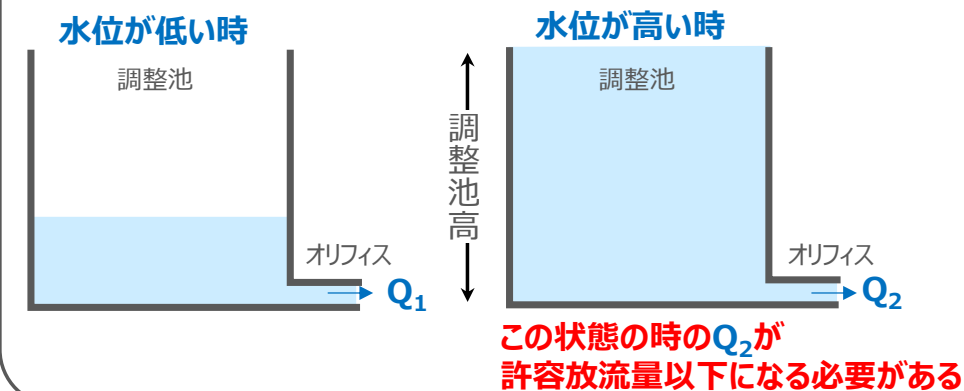 水位が低い時
調整池
オリフィス
Q₁
水位が高い時
調整池
調整池高
オリフィス
Q₂
この状態の時のQ₂が
許容放流量以下になる必要がある